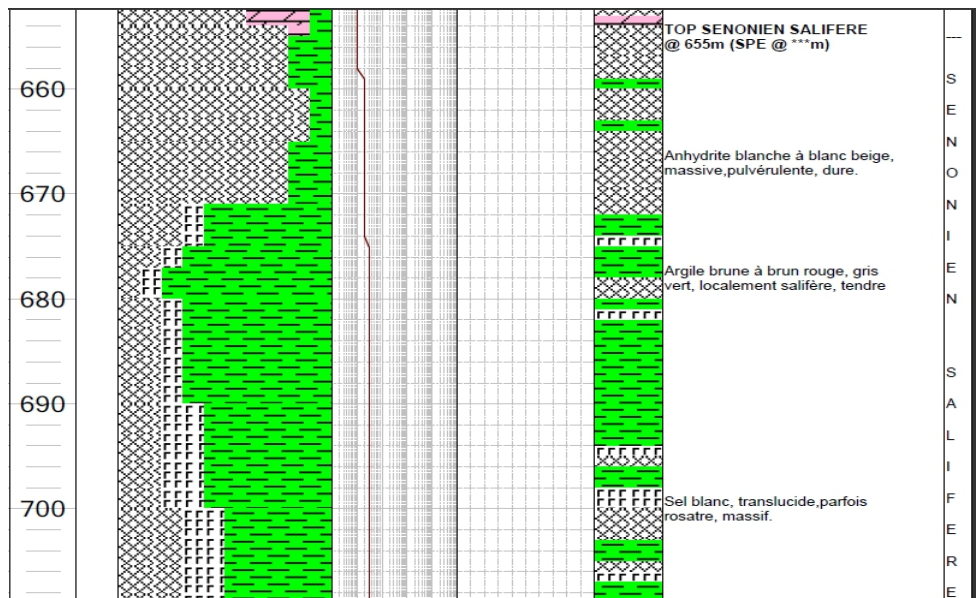 TOP SENONIEN SALIFERE
@ 655m (SPE @ ***m)
---
660
Anhydrite blanche à blanc beige,
massive,pulvérulente, dure.
670
Argile brune à brun rouge, gris
vert, localement salifère, tendre
680
690
Sel blanc, translucide,parfois
rosatre, massif.
700
S
E
N
O
N
I
E
N
S
A
L
I
F
E
R
E